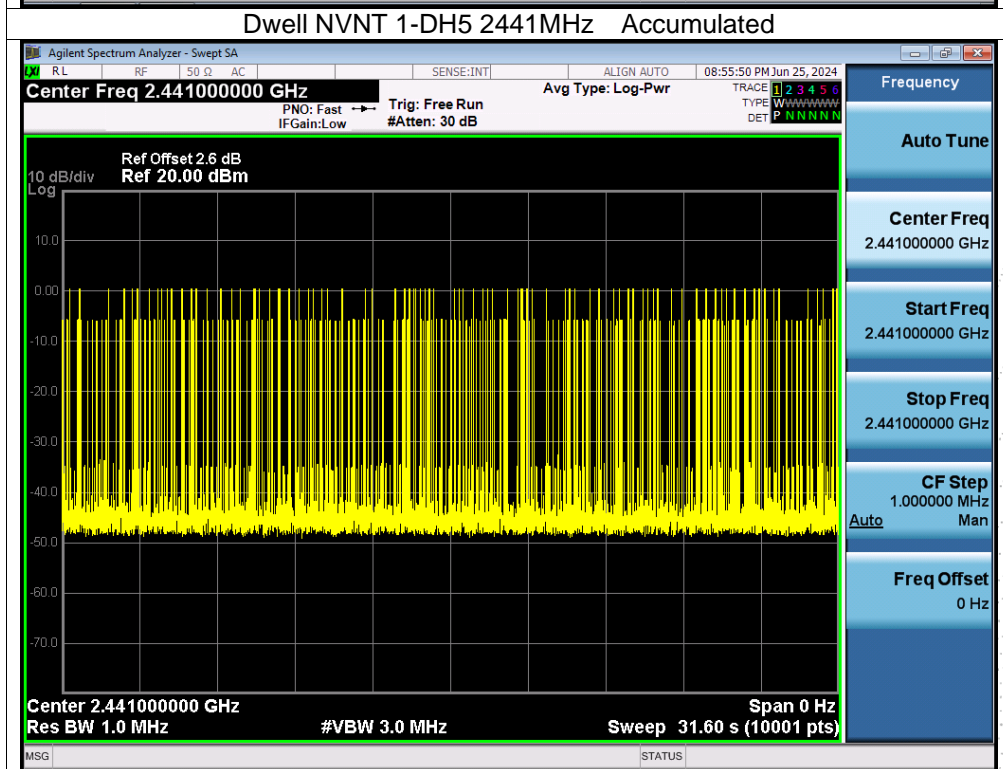 Dwell NVNT 1-DH5 2441MHz Accumulated
Agilent Spectrum Analyzer - Swept SA
LXI RL RF 50 Ω AC SENSE:INT ALIGN AUTO 08:55:50 PM Jun 25, 2024
Center Freq 2.441000000 GHz
PNO: Fast
IFGain:Low
Trig: Free Run
#Atten: 30 dB
Avg Type: Log-Pwr
TRACE 1 2 3 4 5 6
TYPE WWWWWWW
DET P N N N N N
Ref Offset 2.6 dB
10 dB/div Ref 20.00 dBm
Log
10.0
0.00
-10.0
-20.0
-30.0
-40.0
-50.0
-60.0
-70.0
Center 2.441000000 GHz Span 0 Hz
Res BW 1.0 MHz #VBW 3.0 MHz Sweep 31.60 s (10001 pts)
MSG STATUS
Frequency
Auto Tune
Center Freq
2.441000000 GHz
Start Freq
2.441000000 GHz
Stop Freq
2.441000000 GHz
CF Step
1.000000 MHz
Auto Man
Freq Offset
0 Hz